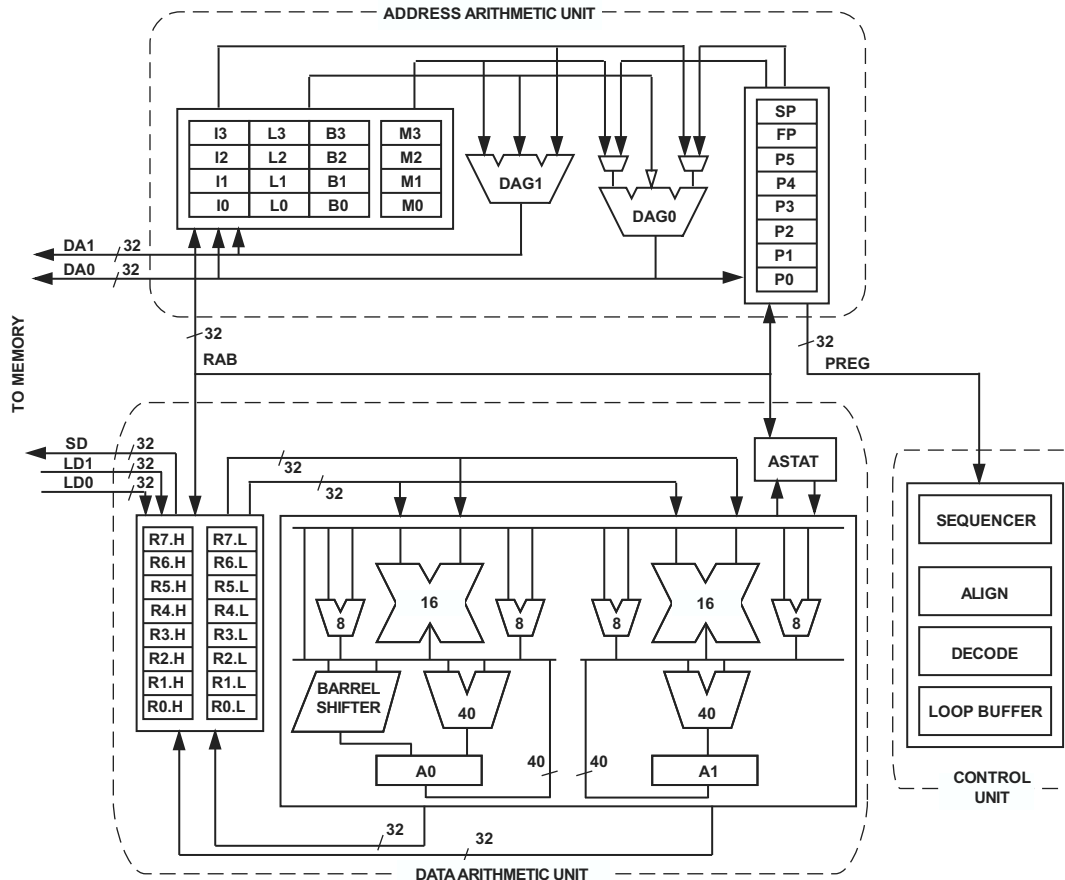 ADDRESS ARITHMETIC UNIT
SP
I3 L3 B3 M3
FP
I2 L2 B2 M2
P5
I1 L1 B1 M1
DAG1
P4
I0 L0 B0 M0
DAG0
P3
P2
DA1 32
P1
DA0 32
P0
TO MEMORY
32
RAB
32
PREG
SD 32
LD1 32
LD0 32
32
32
ASTAT
R7.H R7.L
R6.H R6.L
R5.H R5.L
R4.H R4.L
R3.H R3.L
R2.H R2.L
R1.H R1.L
R0.H R0.L
8 16 8 8 16 8
BARREL
SHIFTER
40
40
A0
40
40
A1
32
32
DATA ARITHMETIC UNIT
SEQUENCER
ALIGN
DECODE
LOOP BUFFER
CONTROL
UNIT